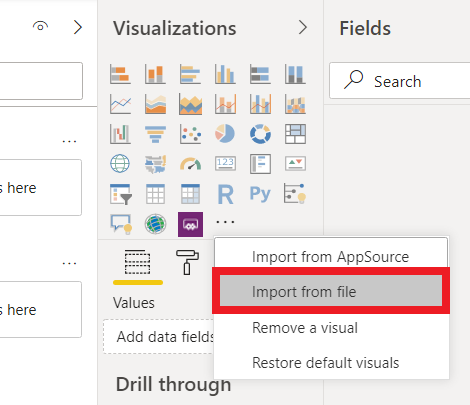 Visualizations
Fields
Search
s here
123
R
Py
s here
Import from AppSource
Import from file
Values
Remove a visual
Add data fields
Restore default visuals
Drill through